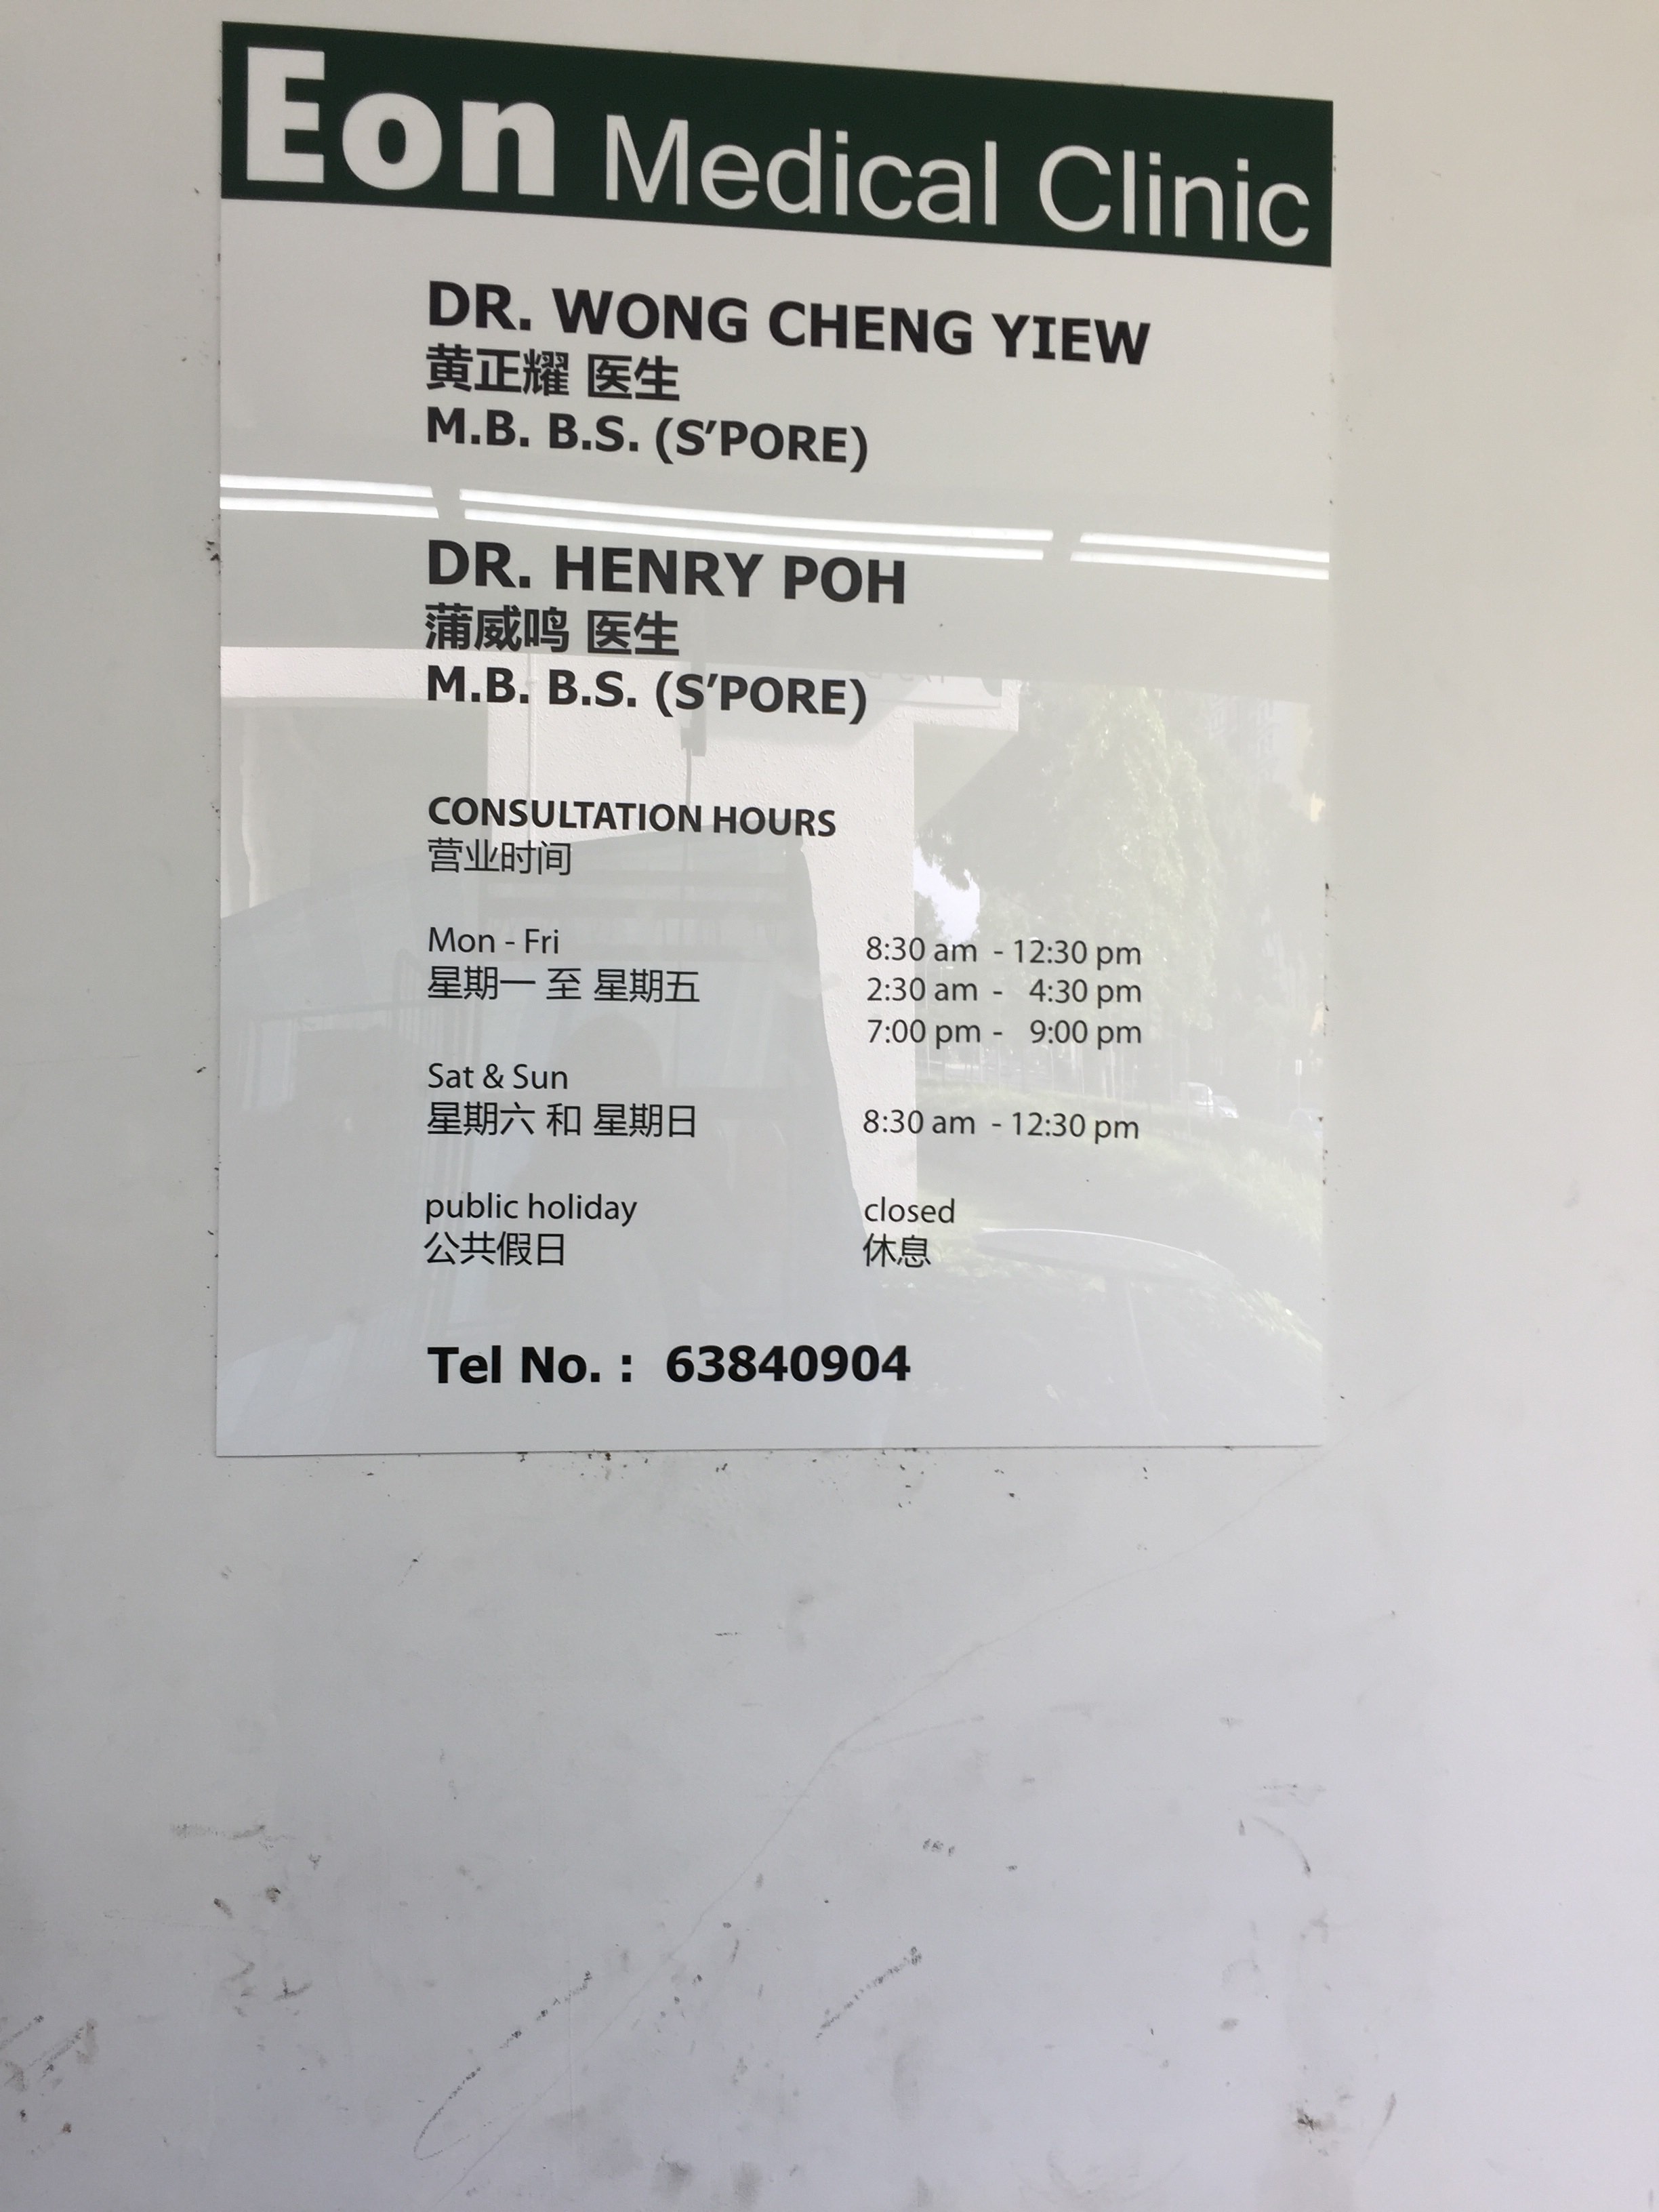 Eon Medical Clinic
DR. WONG CHENG YIEW
黄正耀 医生
M.B. B.S. (S'PORE)
DR. HENRY POH
蒲威鸣 医生
M.B. B.S. (S'PORE)
CONSULTATION HOURS
营业时间
Mon - Fri 8:30 am - 12:30 pm
星期一 至 星期五 2:30 am - 4:30 pm
7:00 pm - 9:00 pm
Sat & Sun
星期六 和 星期日 8:30 am - 12:30 pm
public holiday closed
公共假日 休息
Tel No. : 63840904